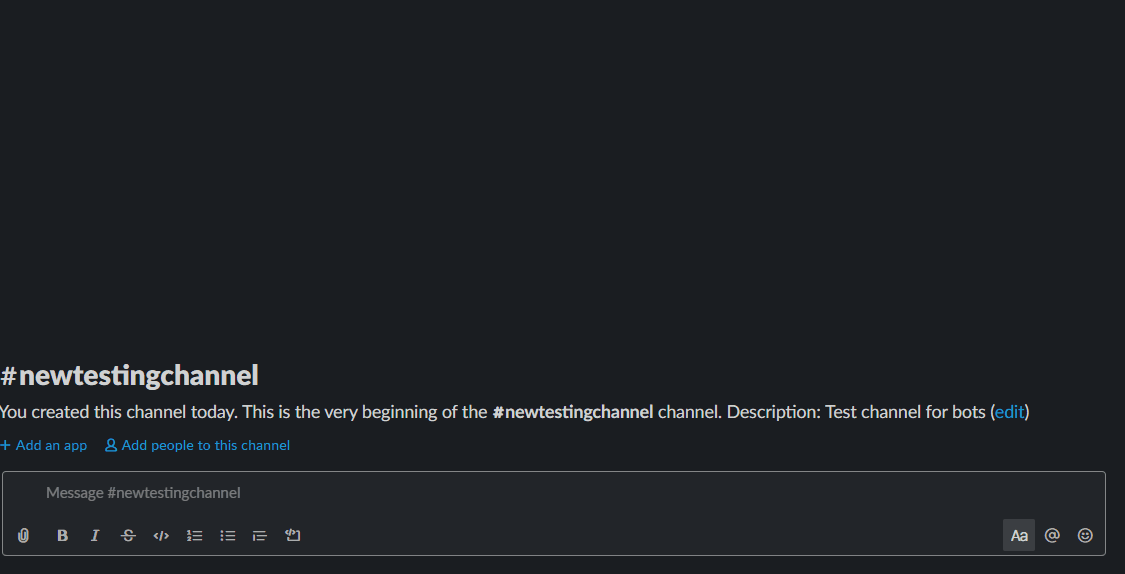 #newtestingchannel
You created this channel today. This is the very beginning of the #newtestingchannel channel. Description: Test channel for bots (edit)
+ Add an app Add people to this channel
Message #newtestingchannel
B I S </> Aa @